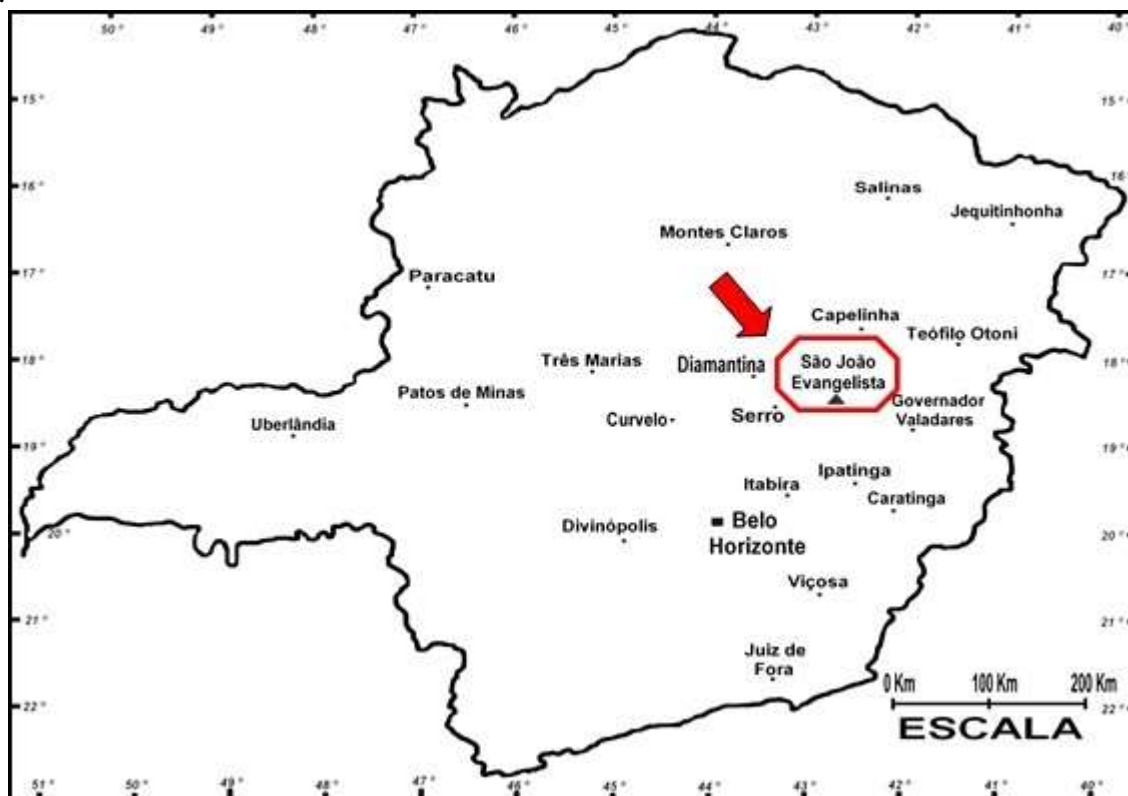 50° 49° 48° 47° 46° 45° 44° 43° 42° 41° 40°
15° 15°
16° 16°
Salinas
Jequitinhonha
Montes Claros
17° 17°
Paracatu
Capelinha
Teófilo Otoni
18° 18°
Três Marias
Diamantina
São João
Evangelista
Patos de Minas
Governador
Valadares
Uberlândia
Curvelo
Serro
19° 19°
Ipatinga
Itabira
Caratinga
20° 20°
Divinópolis
Belo
Horizonte
Viçosa
21° 21°
Juiz de
Fora
0 Km 100 Km 200 Km
22° 22°
ESCALA
51° 50° 49° 48° 47° 46° 45° 44° 43° 42° 41° 40°